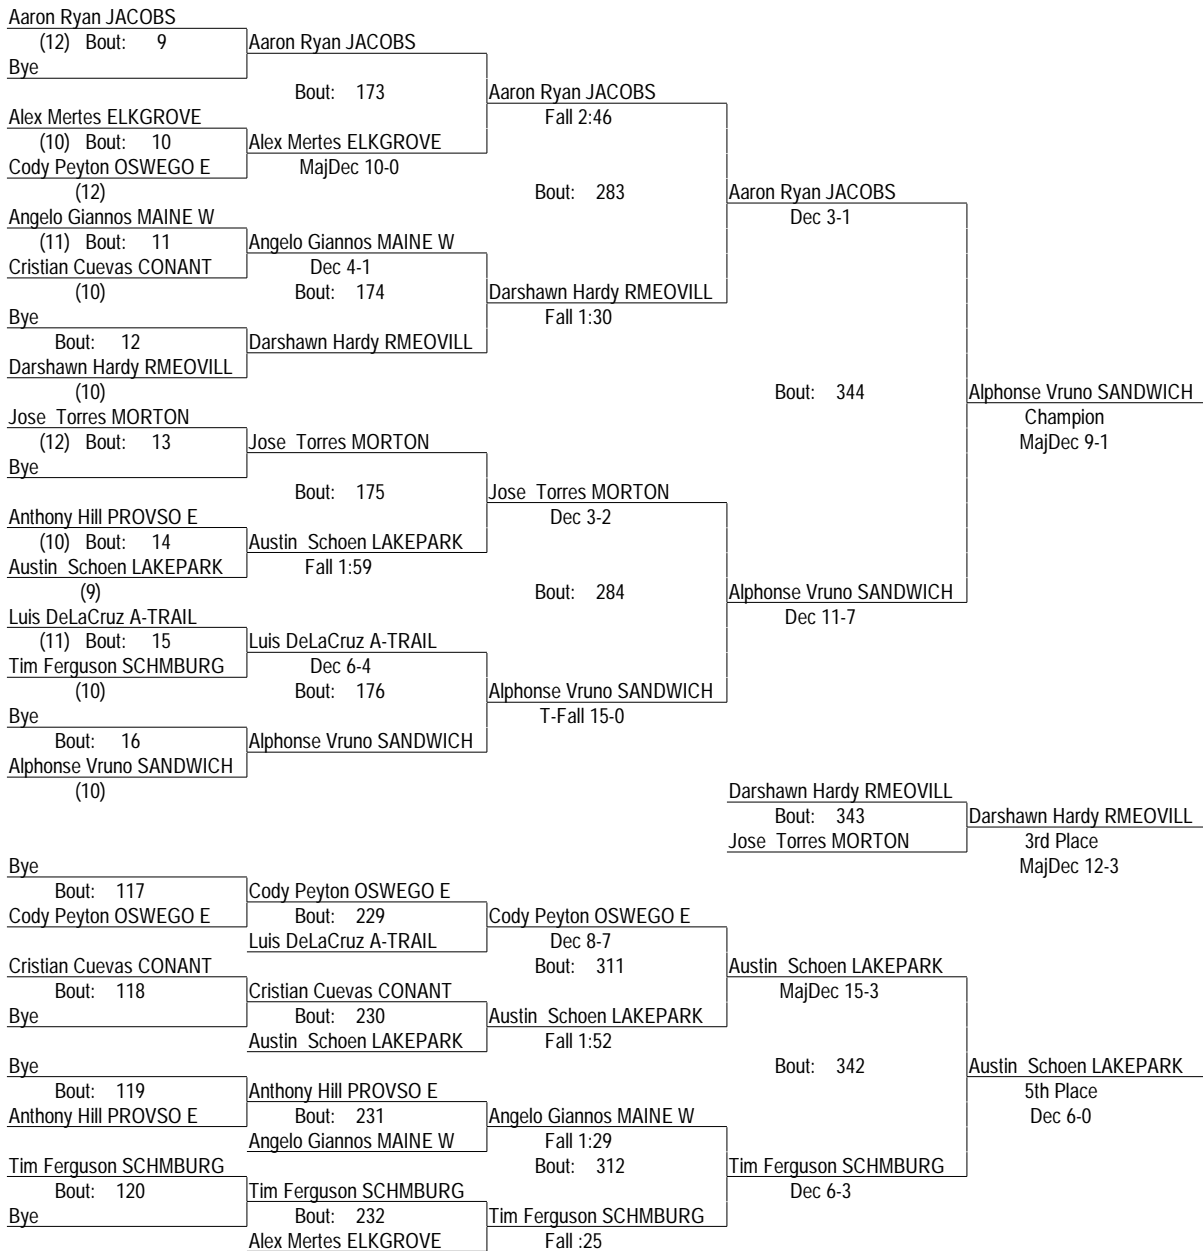 Aaron Ryan JACOBS
(12) Bout: 9 Aaron Ryan JACOBS
Bye
Bout: 173 Aaron Ryan JACOBS
Alex Mertes ELKGROVE Fall 2:46
(10) Bout: 10 Alex Mertes ELKGROVE
Cody Peyton OSWEGO E MajDec 10-0
(12) Bout: 283 Aaron Ryan JACOBS
Angelo Giannos MAINE W Dec 3-1
(11) Bout: 11 Angelo Giannos MAINE W
Cristian Cuevas CONANT Dec 4-1
(10) Bout: 174 Darshawn Hardy RMEOVILL
Bye Fall 1:30
Bout: 12 Darshawn Hardy RMEOVILL
Darshawn Hardy RMEOVILL
(10) Bout: 344 Alphonse Vruno SANDWICH
Jose Torres MORTON Champion
(12) Bout: 13 Jose Torres MORTON MajDec 9-1
Bye
Bout: 175 Jose Torres MORTON
Anthony Hill PROVSO E Dec 3-2
(10) Bout: 14 Austin Schoen LAKEPARK
Austin Schoen LAKEPARK Fall 1:59
(9) Bout: 284 Alphonse Vruno SANDWICH
Luis DeLaCruz A-TRAIL Dec 11-7
(11) Bout: 15 Luis DeLaCruz A-TRAIL
Tim Ferguson SCHMBURG Dec 6-4
(10) Bout: 176 Alphonse Vruno SANDWICH
Bye T-Fall 15-0
Bout: 16 Alphonse Vruno SANDWICH
Alphonse Vruno SANDWICH
(10) Darshawn Hardy RMEOVILL
Bout: 343 Darshawn Hardy RMEOVILL
Jose Torres MORTON 3rd Place
Bye MajDec 12-3
Bout: 117 Cody Peyton OSWEGO E
Cody Peyton OSWEGO E Bout: 229 Cody Peyton OSWEGO E
Luis DeLaCruz A-TRAIL Dec 8-7
Cristian Cuevas CONANT Bout: 311 Austin Schoen LAKEPARK
Bout: 118 Cristian Cuevas CONANT MajDec 15-3
Bye Bout: 230 Austin Schoen LAKEPARK
Austin Schoen LAKEPARK Fall 1:52
Bye Bout: 342 Austin Schoen LAKEPARK
Bout: 119 Anthony Hill PROVSO E 5th Place
Anthony Hill PROVSO E Bout: 231 Angelo Giannos MAINE W Dec 6-0
Angelo Giannos MAINE W Fall 1:29
Tim Ferguson SCHMBURG Bout: 312 Tim Ferguson SCHMBURG
Bout: 120 Tim Ferguson SCHMBURG Dec 6-3
Bye Bout: 232 Tim Ferguson SCHMBURG
Alex Mertes ELKGROVE Fall :25